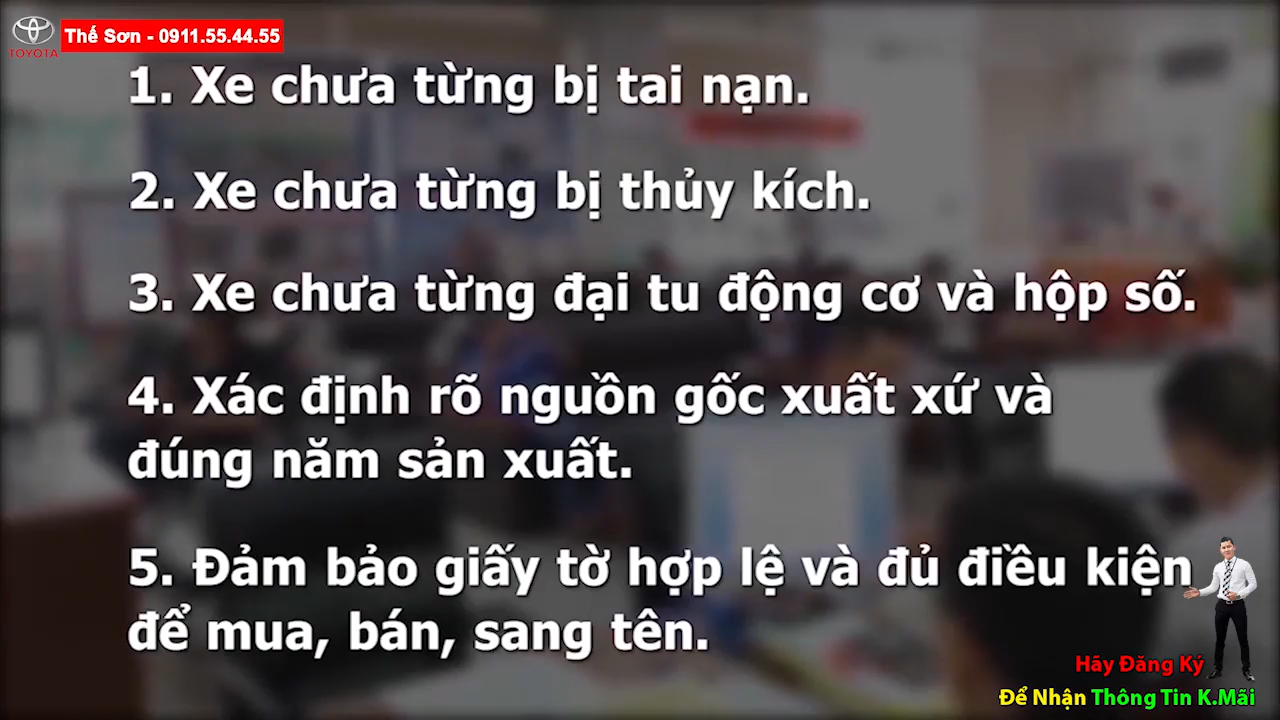 TOYOTA
Thế Sơn - 0911.55.44.55
1. Xe chưa từng bị tai nạn.
2. Xe chưa từng bị thủy kích.
3. Xe chưa từng đại tu động cơ và hộp số.
4. Xác định rõ nguồn gốc xuất xứ và
đúng năm sản xuất.
5. Đảm bảo giấy tờ hợp lệ và đủ điều kiện
để mua, bán, sang tên.
Hãy Đăng Ký
Để Nhận Thông Tin K.Mãi